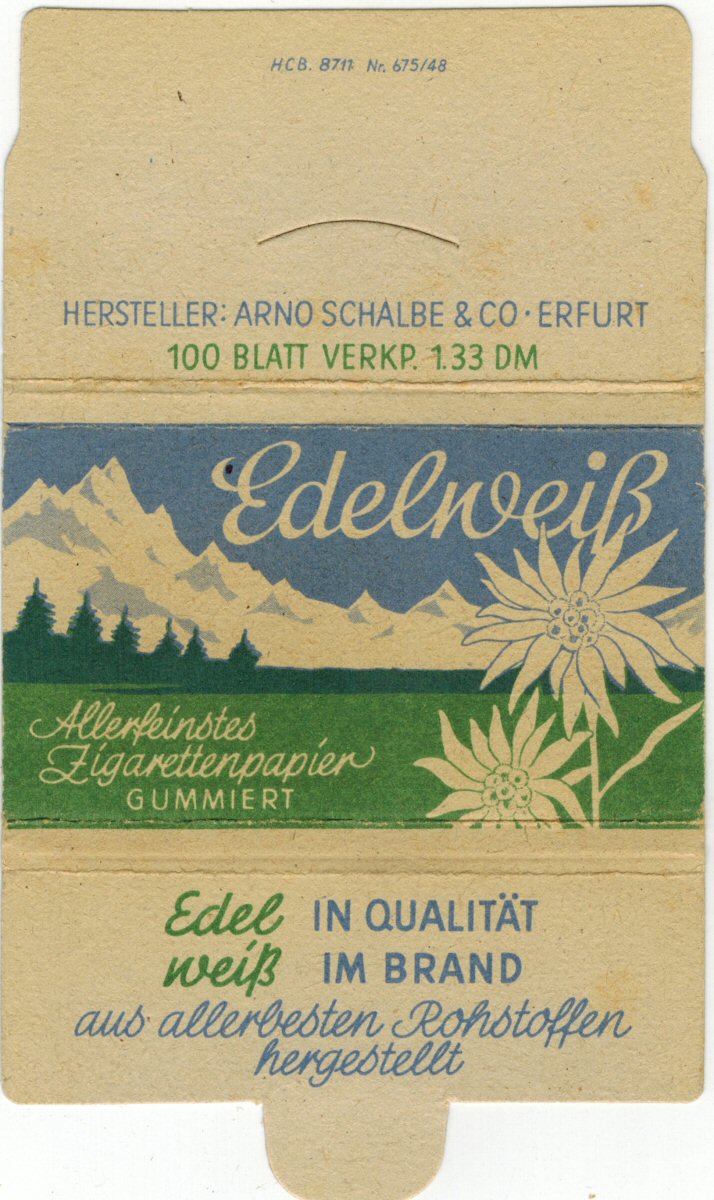 HCB. 8711 Nr. 675/48
HERSTELLER: ARNO SCHALBE & CO · ERFURT
100 BLATT VERKP. 1.33 DM
Edelweiß
Allerfeinstes
Zigarettenpapier
GUMMIERT
Edel IN QUALITÄT
weiß IM BRAND
aus allerbesten Rohstoffen
hergestellt